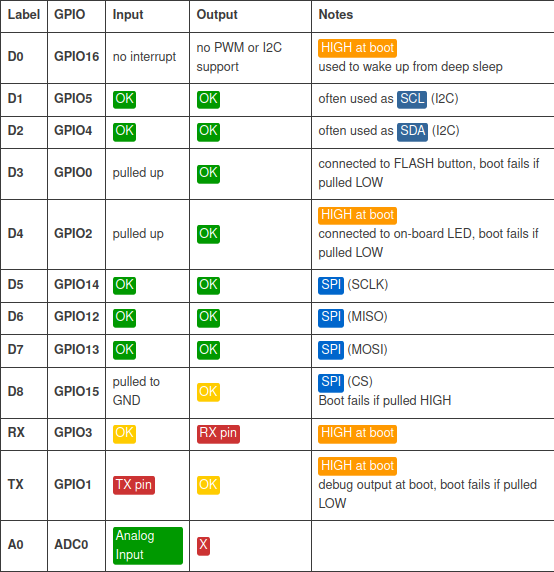 Label GPIO Input Output Notes
D0 GPIO16 no interrupt no PWM or I2C support HIGH at boot
used to wake up from deep sleep
D1 GPIO5 OK OK often used as SCL (I2C)
D2 GPIO4 OK OK often used as SDA (I2C)
D3 GPIO0 pulled up OK connected to FLASH button, boot fails if
pulled LOW
D4 GPIO2 pulled up OK HIGH at boot
connected to on-board LED, boot fails if
pulled LOW
D5 GPIO14 OK OK SPI (SCLK)
D6 GPIO12 OK OK SPI (MISO)
D7 GPIO13 OK OK SPI (MOSI)
D8 GPIO15 pulled to GND OK SPI (CS)
Boot fails if pulled HIGH
RX GPIO3 OK RX pin HIGH at boot
TX GPIO1 TX pin OK HIGH at boot
debug output at boot, boot fails if pulled
LOW
A0 ADC0 Analog Input X